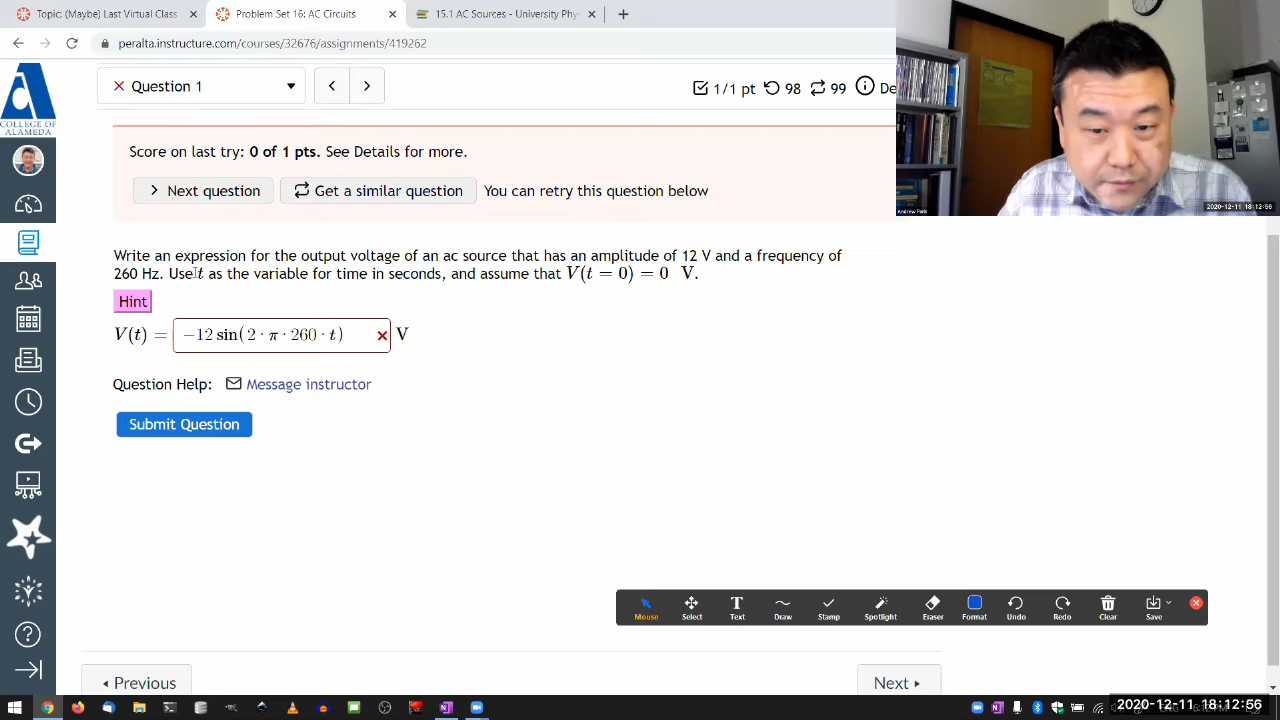 Topic: (Maybe) Last Virtual Class
Problem Set 16: AC Circuits
15.1 AC Sources - University Phy
peralta.instructure.com/courses/32676/assignments/419262
COLLEGE OF
ALAMEDA
Question 1
1/1 pt 98 99 De
Score on last try: 0 of 1 pts. See Details for more.
Next question Get a similar question You can retry this question below
Andrew Park
2020-12-11 18:12:56
Write an expression for the output voltage of an ac source that has an amplitude of 12 V and a frequency of
260 Hz. Use t as the variable for time in seconds, and assume that V(t = 0) = 0 V.
Hint
V(t) = −12 sin(2 · π · 260 · t) V
Question Help: Message instructor
Submit Question
Mouse Select Text Draw Stamp Spotlight Eraser Format Undo Redo Clear Save
Previous Next
2020-12-11 18:12:56